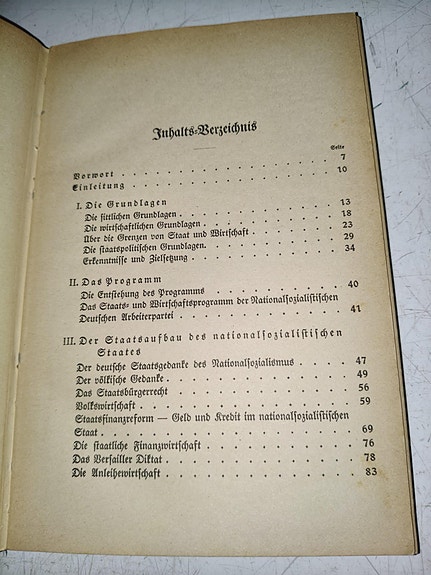 Inhalts-Verzeichnis
Seite
Vorwort . . . . . . . . . . . . . . 7
Einleitung . . . . . . . . . . . . . . 10
I. Die Grundlagen . . . . . . . . . . . . 13
Die sittlichen Grundlagen . . . . . . . . . . 18
Die wirtschaftlichen Grundlagen . . . . . . . . 23
Über die Grenzen von Staat und Wirtschaft . . . . . 29
Die staatspolitischen Grundlagen. . . . . . . . . 34
Erkenntnisse und Zielsetzung . . . . . . . . .
II. Das Programm
Die Entstehung des Programms . . . . . . . . 40
Das Staats- und Wirtschaftsprogramm der Nationalsozialistischen
Deutschen Arbeiterpartei . . . . . . . . . . 41
III. Der Staatsaufbau des nationalsozialistischen
Staates
Der deutsche Staatsgedanke des Nationalsozialismus . . . 47
Der völkische Gedanke . . . . . . . . . . . 49
Das Staatsbürgerrecht . . . . . . . . . . . 56
Volkswirtschaft . . . . . . . . . . . . . 59
Staatsfinanzreform — Geld und Kredit im nationalsozialistischen
Staat . . . . . . . . . . . . . . . 69
Die staatliche Finanzwirtschaft . . . . . . . . . 76
Das Versailler Diktat . . . . . . . . . . . 78
Die Anleihewirtschaft . . . . . . . . . . . 83